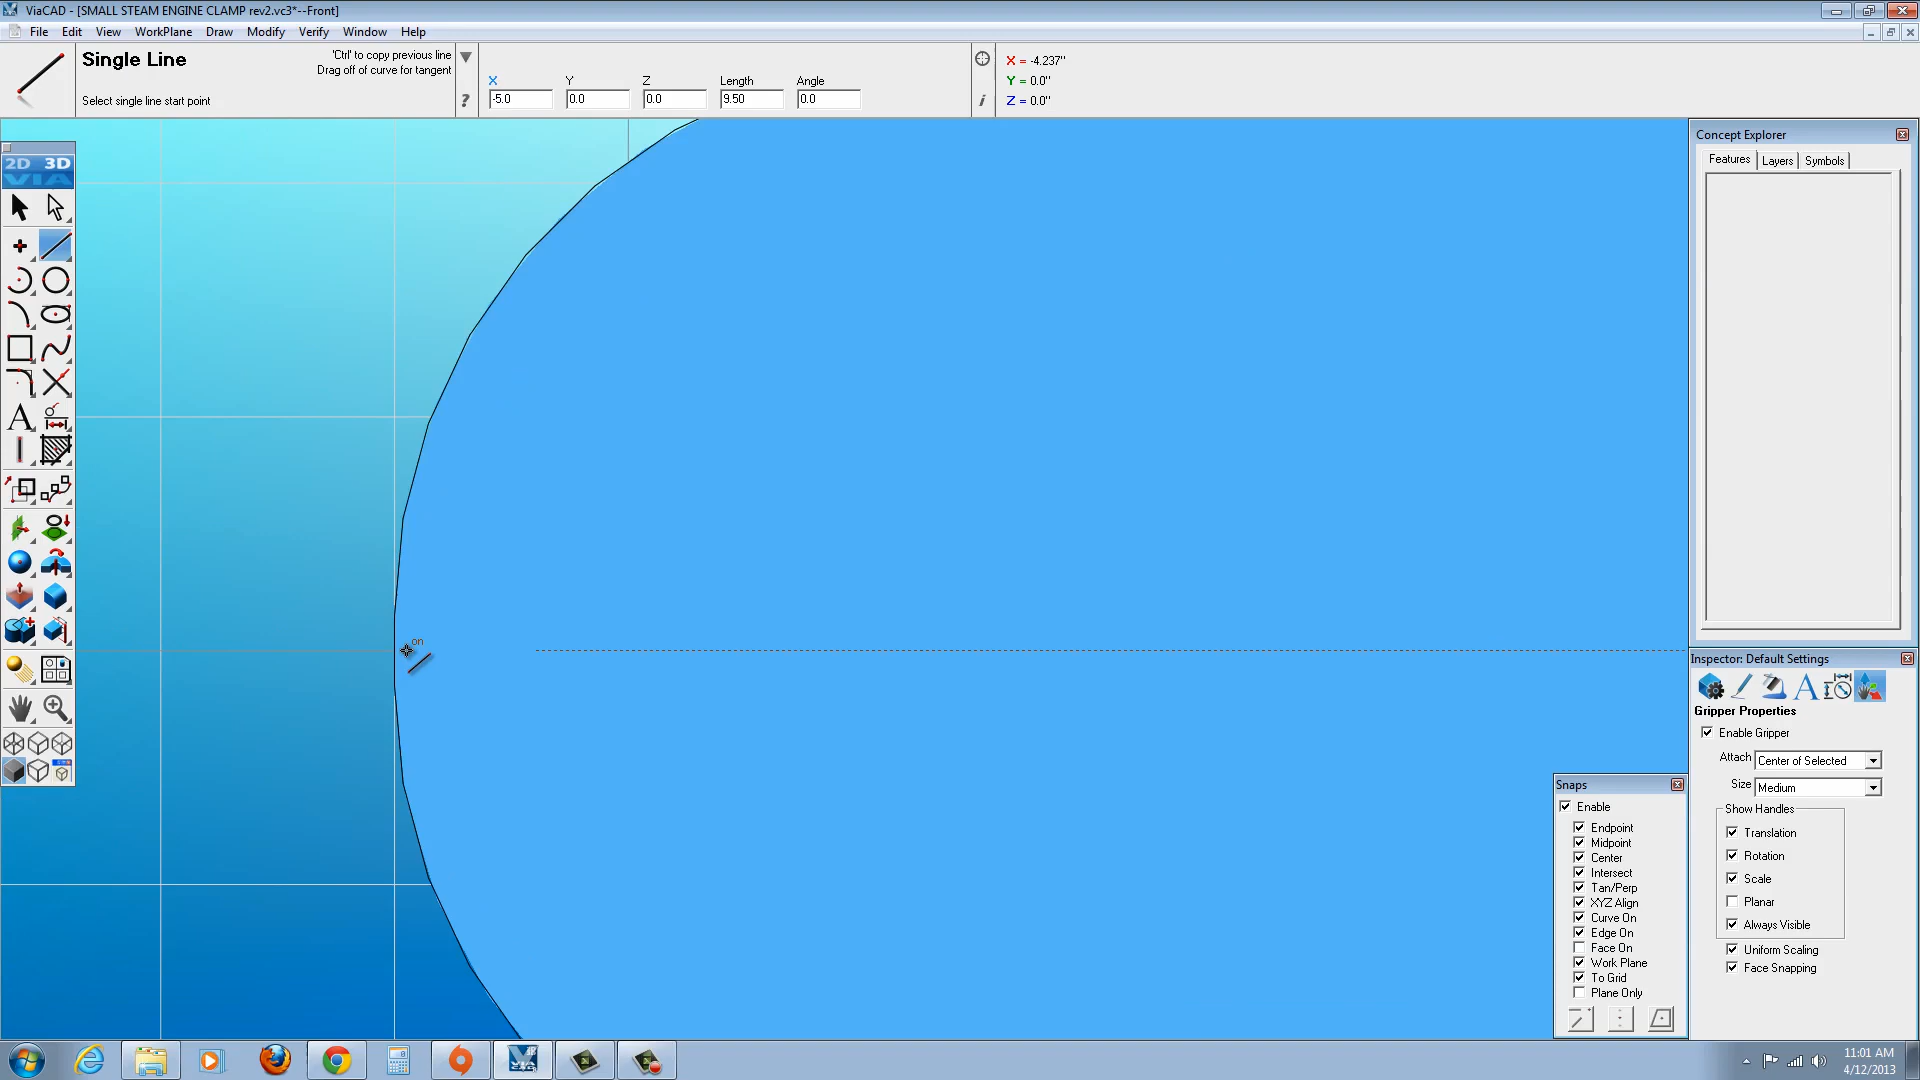 ViaCAD - [SMALL STEAM ENGINE CLAMP rev2.vc3*--Front]
File Edit View WorkPlane Draw Modify Verify Window Help
Single Line
'Ctrl' to copy previous line
Drag off of curve for tangent
Select single line start point
?
X Y Z Length Angle
-5.0 0.0 0.0 9.50 0.0
i
X = -4.237"
Y = 0.0"
Z = 0.0"
2D 3D
VIA
A
on
Concept Explorer
Features Layers Symbols
Inspector: Default Settings
A
Gripper Properties
Enable Gripper
Attach Center of Selected
Size Medium
Show Handles
Translation
Rotation
Scale
Planar
Always Visible
Uniform Scaling
Face Snapping
Snaps
Enable
Endpoint
Midpoint
Center
Intersect
Tan/Perp
XYZ Align
Curve On
Edge On
Face On
Work Plane
To Grid
Plane Only
11:01 AM
4/12/2013